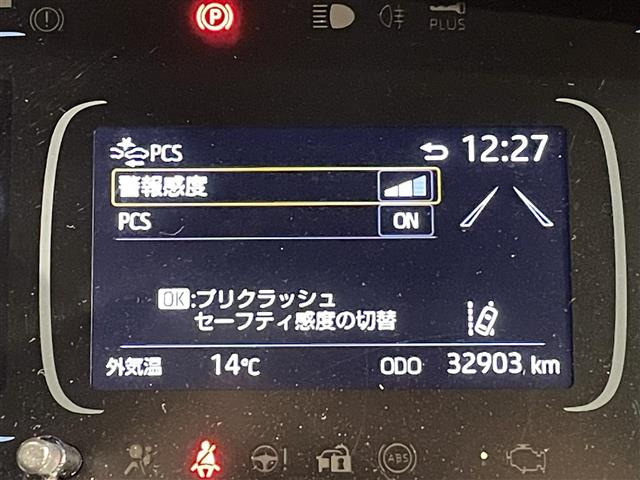 P
PLUS
PCS
12:27
警報感度
PCS ON
OK:プリクラッシュ
セーフティ感度の切替
外気温 14℃ ODO 32903 km
ABS